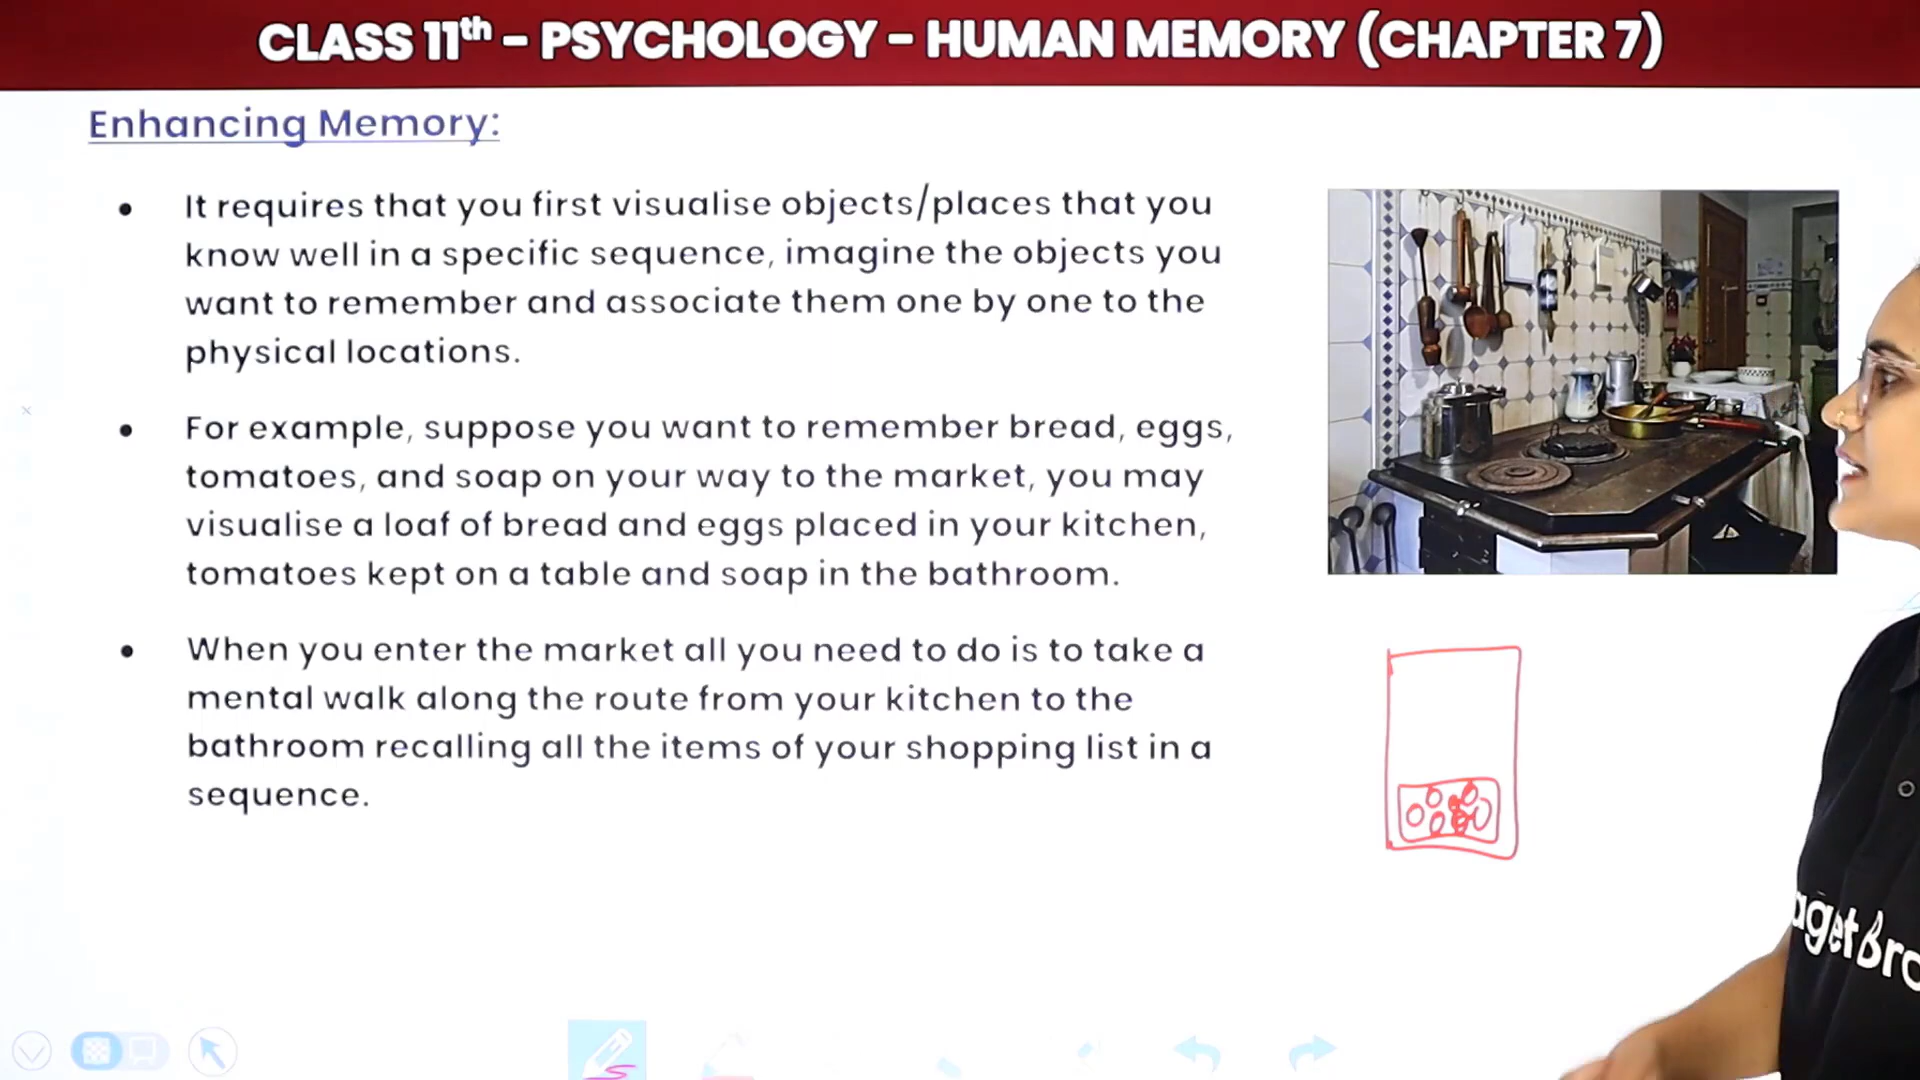 CLASS 11th - PSYCHOLOGY - HUMAN MEMORY (CHAPTER 7)
Enhancing Memory:
• It requires that you first visualise objects/places that you
know well in a specific sequence, imagine the objects you
want to remember and associate them one by one to the
physical locations.
• For example, suppose you want to remember bread, eggs,
tomatoes, and soap on your way to the market, you may
visualise a loaf of bread and eggs placed in your kitchen,
tomatoes kept on a table and soap in the bathroom.
• When you enter the market all you need to do is to take a
mental walk along the route from your kitchen to the
bathroom recalling all the items of your shopping list in a
sequence.
aget Bro